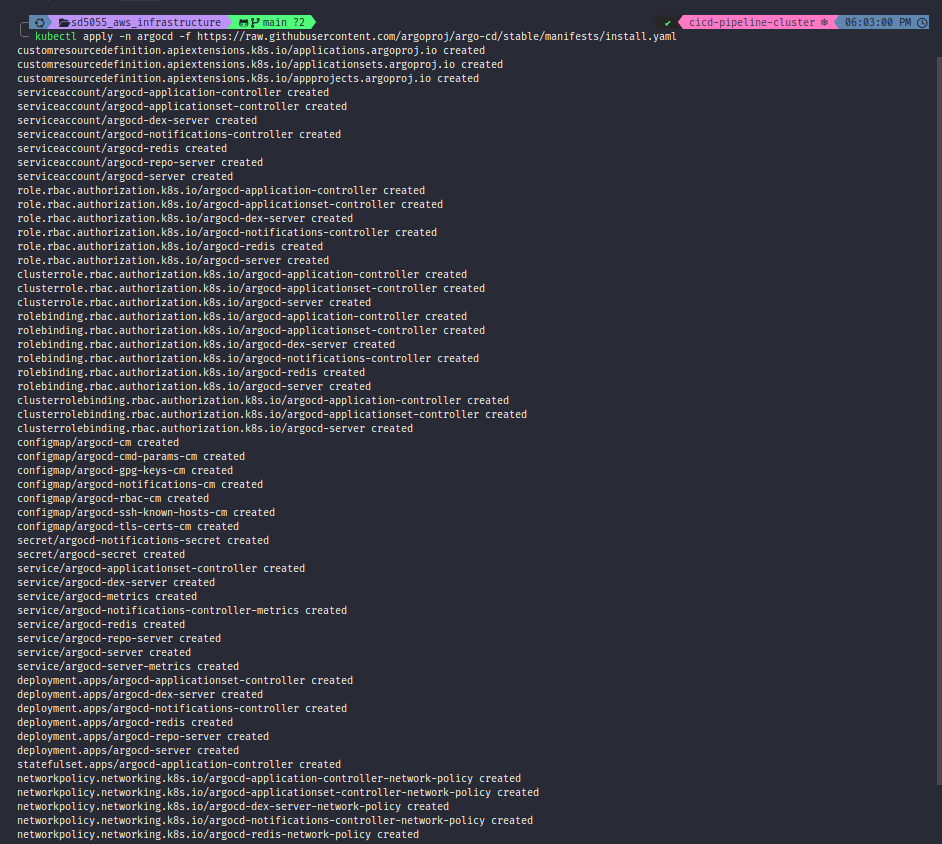 sd5055_aws_infrastructure main ?2 ✔ cicd-pipeline-cluster ☸ 06:03:00 PM
kubectl apply -n argocd -f https://raw.githubusercontent.com/argoproj/argo-cd/stable/manifests/install.yaml
customresourcedefinition.apiextensions.k8s.io/applications.argoproj.io created
customresourcedefinition.apiextensions.k8s.io/applicationsets.argoproj.io created
customresourcedefinition.apiextensions.k8s.io/appprojects.argoproj.io created
serviceaccount/argocd-application-controller created
serviceaccount/argocd-applicationset-controller created
serviceaccount/argocd-dex-server created
serviceaccount/argocd-notifications-controller created
serviceaccount/argocd-redis created
serviceaccount/argocd-repo-server created
serviceaccount/argocd-server created
role.rbac.authorization.k8s.io/argocd-application-controller created
role.rbac.authorization.k8s.io/argocd-applicationset-controller created
role.rbac.authorization.k8s.io/argocd-dex-server created
role.rbac.authorization.k8s.io/argocd-notifications-controller created
role.rbac.authorization.k8s.io/argocd-redis created
role.rbac.authorization.k8s.io/argocd-server created
clusterrole.rbac.authorization.k8s.io/argocd-application-controller created
clusterrole.rbac.authorization.k8s.io/argocd-applicationset-controller created
clusterrole.rbac.authorization.k8s.io/argocd-server created
rolebinding.rbac.authorization.k8s.io/argocd-application-controller created
rolebinding.rbac.authorization.k8s.io/argocd-applicationset-controller created
rolebinding.rbac.authorization.k8s.io/argocd-dex-server created
rolebinding.rbac.authorization.k8s.io/argocd-notifications-controller created
rolebinding.rbac.authorization.k8s.io/argocd-redis created
rolebinding.rbac.authorization.k8s.io/argocd-server created
clusterrolebinding.rbac.authorization.k8s.io/argocd-application-controller created
clusterrolebinding.rbac.authorization.k8s.io/argocd-applicationset-controller created
clusterrolebinding.rbac.authorization.k8s.io/argocd-server created
configmap/argocd-cm created
configmap/argocd-cmd-params-cm created
configmap/argocd-gpg-keys-cm created
configmap/argocd-notifications-cm created
configmap/argocd-rbac-cm created
configmap/argocd-ssh-known-hosts-cm created
configmap/argocd-tls-certs-cm created
secret/argocd-notifications-secret created
secret/argocd-secret created
service/argocd-applicationset-controller created
service/argocd-dex-server created
service/argocd-metrics created
service/argocd-notifications-controller-metrics created
service/argocd-redis created
service/argocd-repo-server created
service/argocd-server created
service/argocd-server-metrics created
deployment.apps/argocd-applicationset-controller created
deployment.apps/argocd-dex-server created
deployment.apps/argocd-notifications-controller created
deployment.apps/argocd-redis created
deployment.apps/argocd-repo-server created
deployment.apps/argocd-server created
statefulset.apps/argocd-application-controller created
networkpolicy.networking.k8s.io/argocd-application-controller-network-policy created
networkpolicy.networking.k8s.io/argocd-applicationset-controller-network-policy created
networkpolicy.networking.k8s.io/argocd-dex-server-network-policy created
networkpolicy.networking.k8s.io/argocd-notifications-controller-network-policy created
networkpolicy.networking.k8s.io/argocd-redis-network-policy created